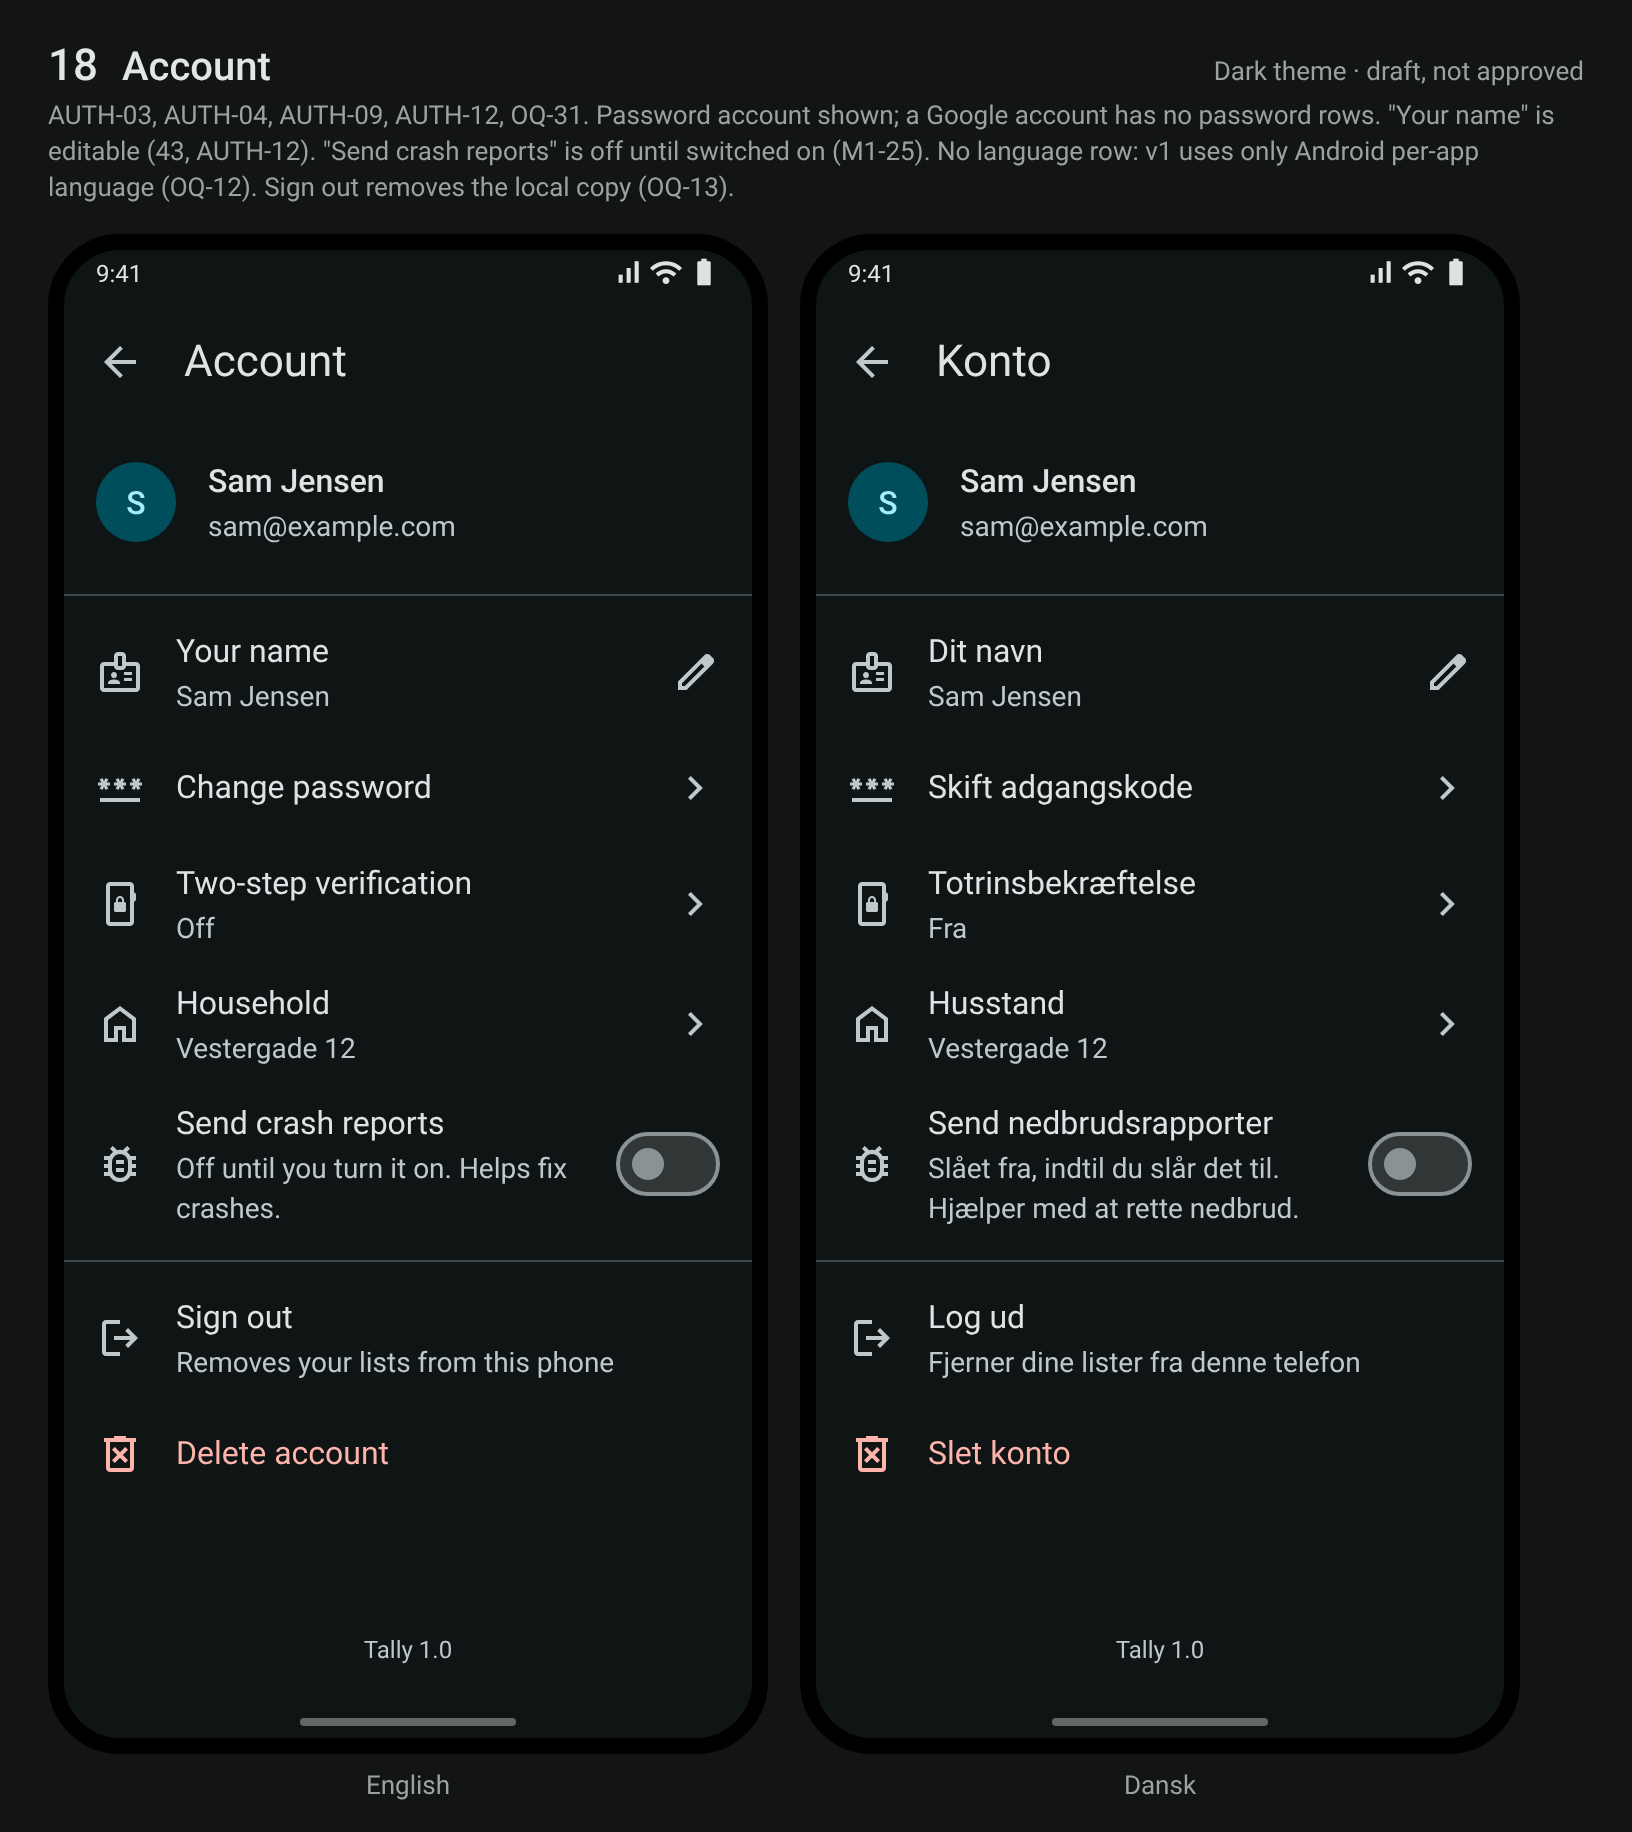 18 Account
Dark theme · draft, not approved
AUTH-03, AUTH-04, AUTH-09, AUTH-12, OQ-31. Password account shown; a Google account has no password rows. "Your name" is
editable (43, AUTH-12). "Send crash reports" is off until switched on (M1-25). No language row: v1 uses only Android per-app
language (OQ-12). Sign out removes the local copy (OQ-13).
9:41
Account
S
Sam Jensen
sam@example.com
Your name
Sam Jensen
Change password
Two-step verification
Off
Household
Vestergade 12
Send crash reports
Off until you turn it on. Helps fix
crashes.
Sign out
Removes your lists from this phone
Delete account
Tally 1.0
English
9:41
Konto
S
Sam Jensen
sam@example.com
Dit navn
Sam Jensen
Skift adgangskode
Totrinsbekræftelse
Fra
Husstand
Vestergade 12
Send nedbrudsrapporter
Slået fra, indtil du slår det til.
Hjælper med at rette nedbrud.
Log ud
Fjerner dine lister fra denne telefon
Slet konto
Tally 1.0
Dansk